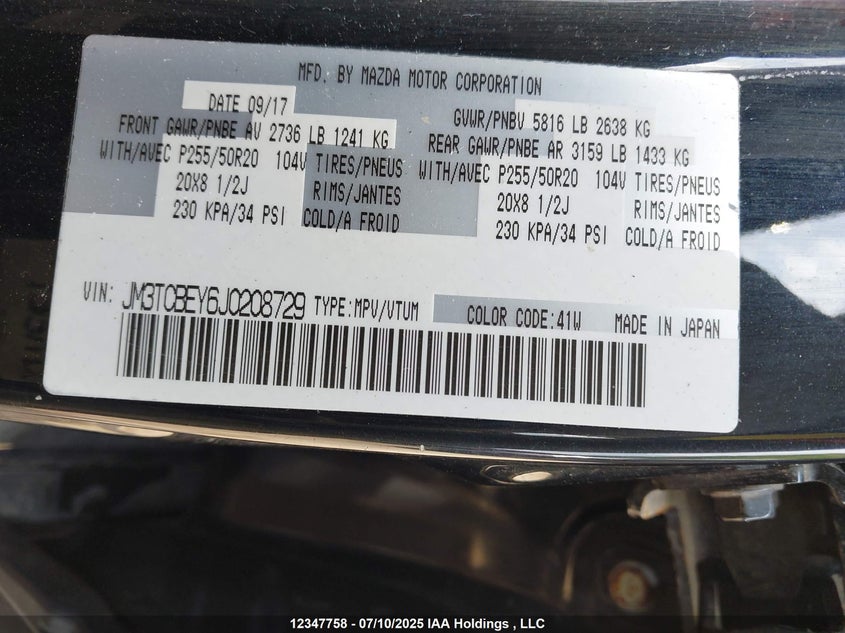 MFD. BY MAZDA MOTOR CORPORATION
DATE 09/17 GVWR/PNBV 5816 LB 2638 KG
FRONT GAWR/PNBE AV 2736 LB 1241 KG REAR GAWR/PNBE AR 3159 LB 1433 KG
WITH/AVEC P255/50R20 104V TIRES/PNEUS WITH/AVEC P255/50R20 104V TIRES/PNEUS
20X8 1/2J RIMS/JANTES 20X8 1/2J RIMS/JANTES
230 KPA/34 PSI COLD/A FROID 230 KPA/34 PSI COLD/A FROID
VIN: JM3TCBEY6J0208729 TYPE:MPV/VTUM COLOR CODE:41W MADE IN JAPAN
12347758 - 07/10/2025 IAA Holdings , LLC